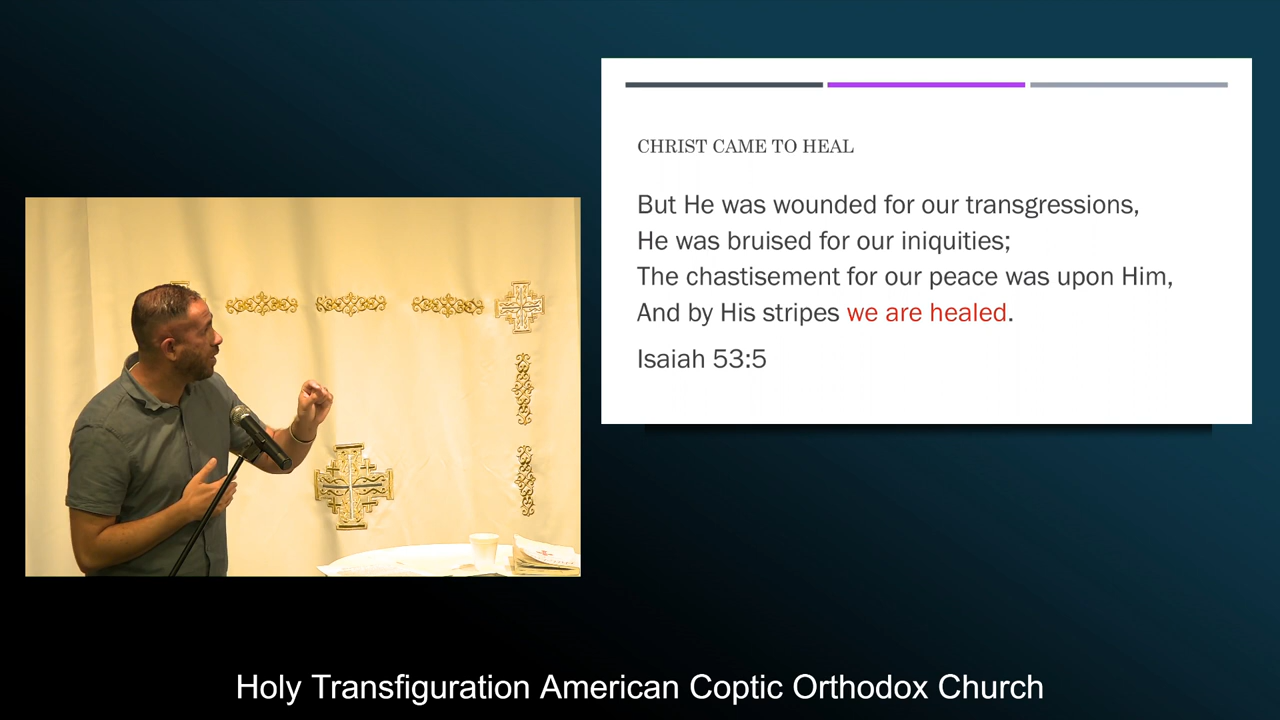 CHRIST CAME TO HEAL
But He was wounded for our transgressions,
He was bruised for our iniquities;
The chastisement for our peace was upon Him,
And by His stripes we are healed.
Isaiah 53:5
Holy Transfiguration American Coptic Orthodox Church